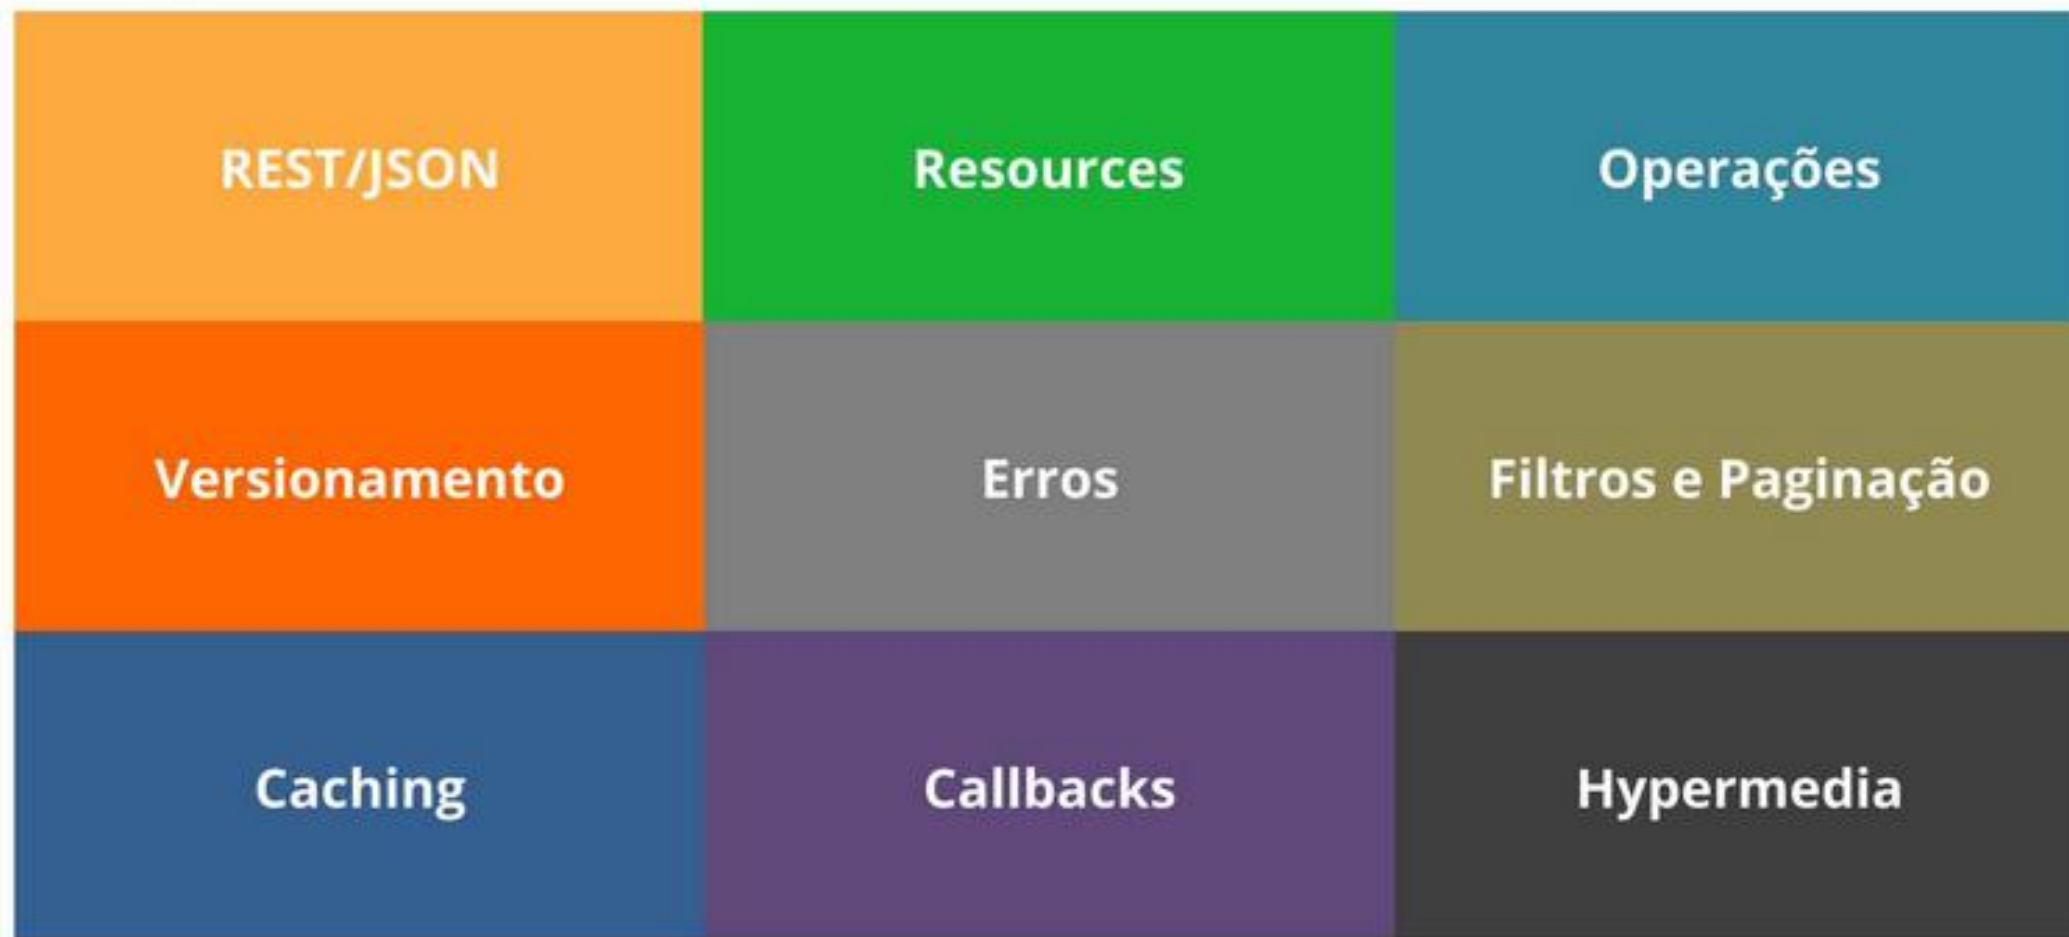 REST/JSON
Resources
Operações
Versionamento
Erros
Filtros e Paginação
Caching
Callbacks
Hypermedia